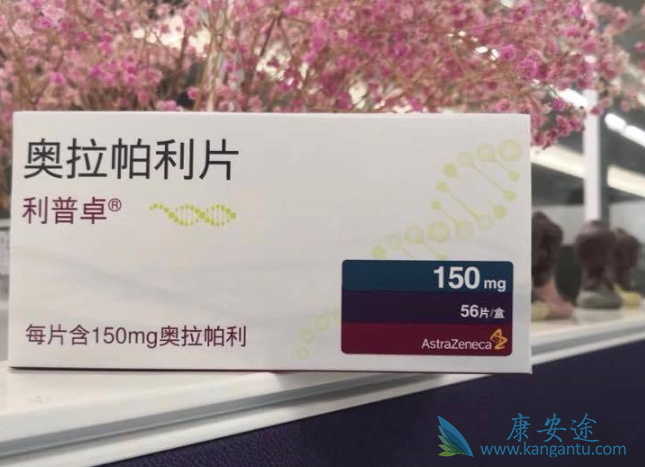 奥拉帕利片
利普卓®
150 mg
56片/盒
每片含150mg奥拉帕利
AstraZeneca
康安途
www.kangantu.com